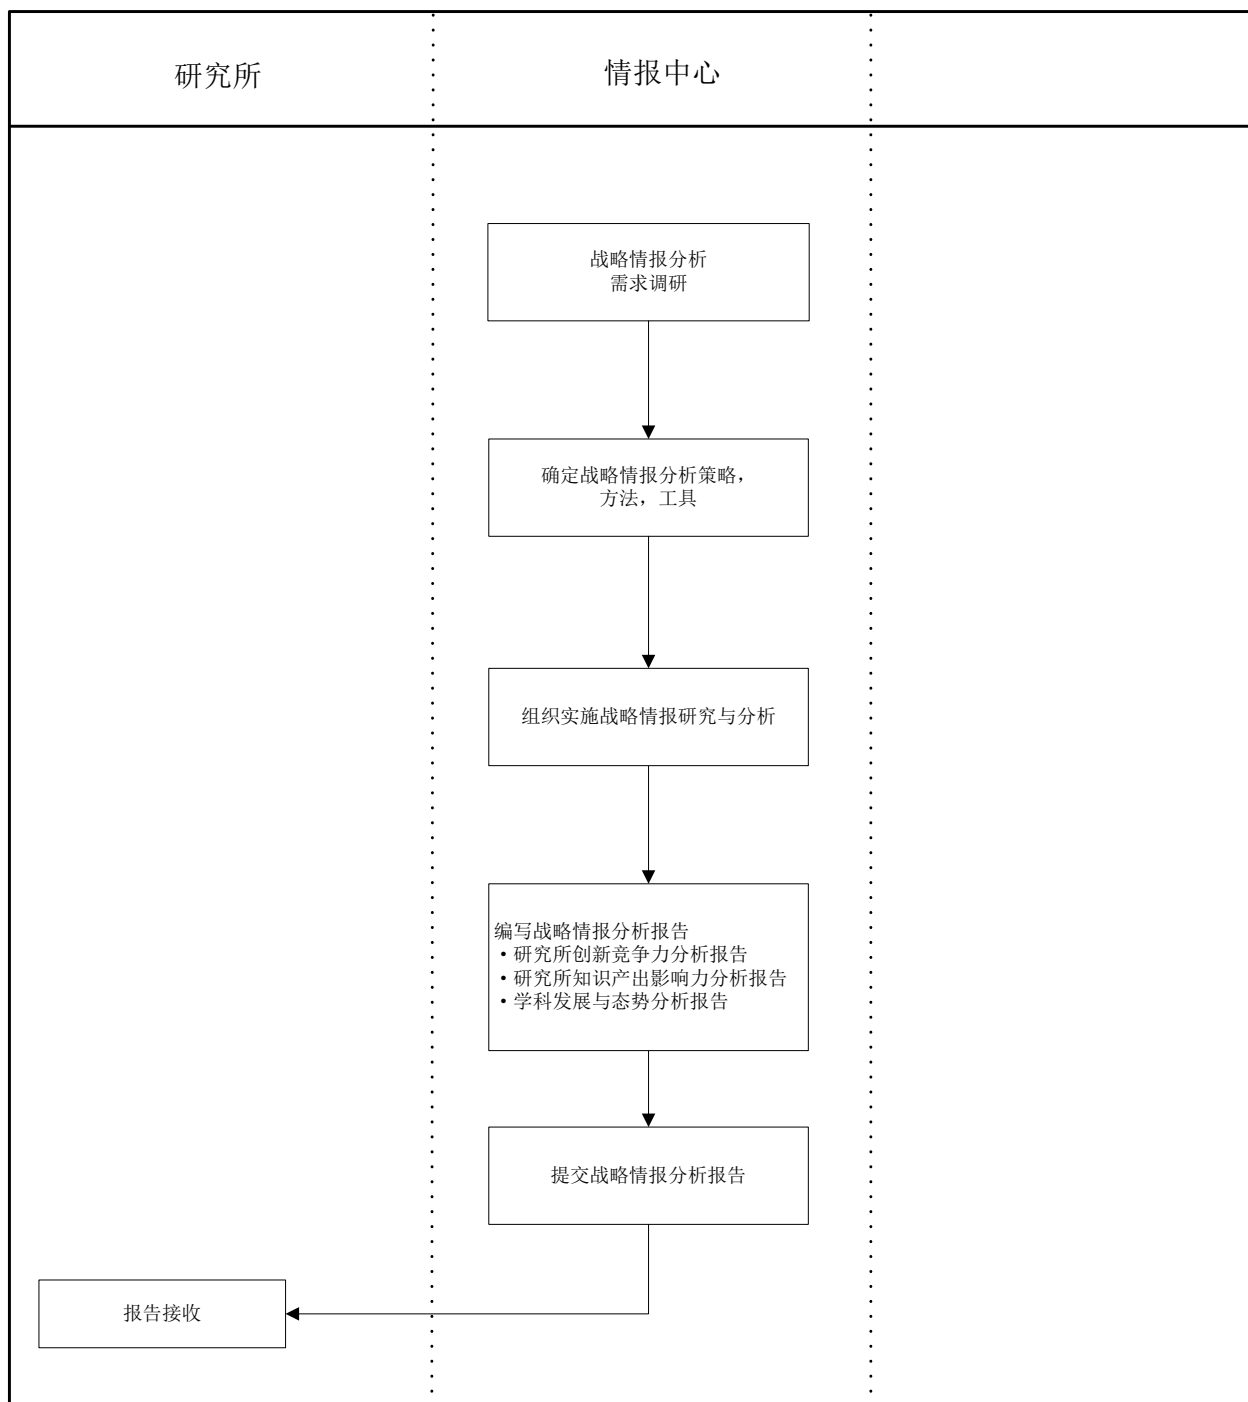 研究所
情报中心
战略情报分析
需求调研
确定战略情报分析策略，
方法，工具
组织实施战略情报研究与分析
编写战略情报分析报告
•研究所创新竞争力分析报告
•研究所知识产出影响力分析报告
•学科发展与态势分析报告
提交战略情报分析报告
报告接收